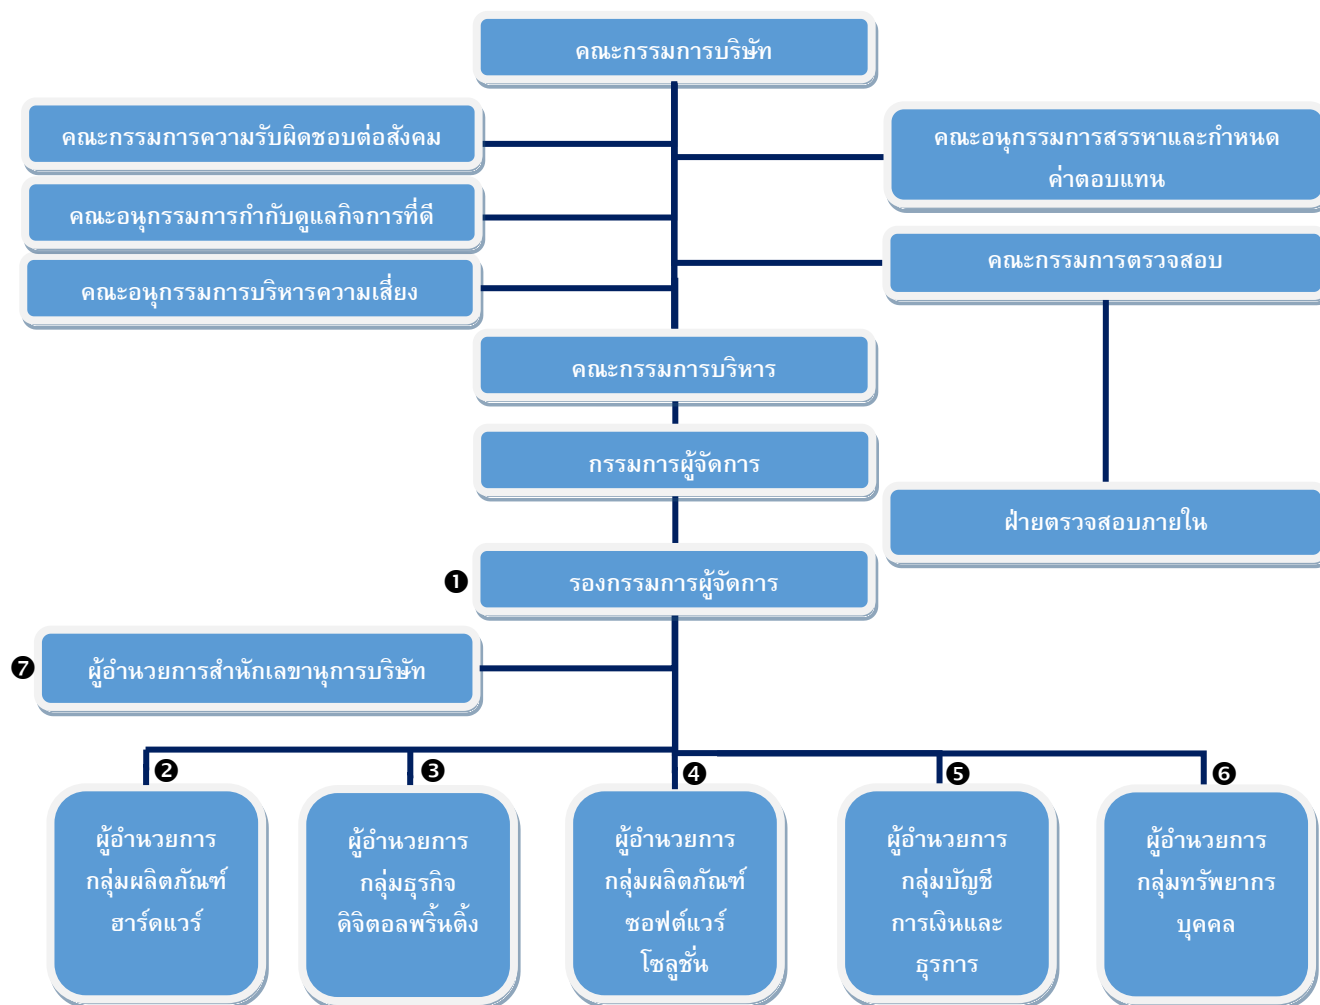 คณะกรรมการบริษัท
คณะกรรมการความรับผิดชอบต่อสังคม
คณะอนุกรรมการสรรหาและกำหนด
ค่าตอบแทน
คณะอนุกรรมการกำกับดูแลกิจการที่ดี
คณะกรรมการตรวจสอบ
คณะอนุกรรมการบริหารความเสี่ยง
คณะกรรมการบริหาร
กรรมการผู้จัดการ
ฝ่ายตรวจสอบภายใน
❶ รองกรรมการผู้จัดการ
❼ ผู้อำนวยการสำนักเลขานุการบริษัท
❷
ผู้อำนวยการ
กลุ่มผลิตภัณฑ์
ฮาร์ดแวร์
❸
ผู้อำนวยการ
กลุ่มธุรกิจ
ดิจิตอลพริ้นติ้ง
❹
ผู้อำนวยการ
กลุ่มผลิตภัณฑ์
ซอฟต์แวร์
โซลูชั่น
❺
ผู้อำนวยการ
กลุ่มบัญชี
การเงินและ
ธุรการ
❻
ผู้อำนวยการ
กลุ่มทรัพยากร
บุคคล